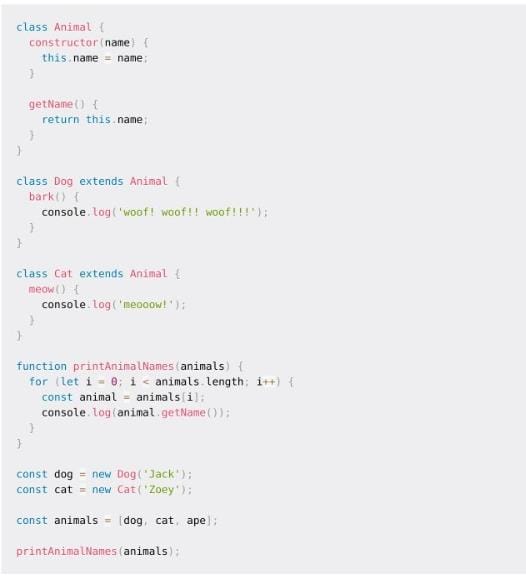 class Animal {
  constructor(name) {
    this.name = name;
  }

  getName() {
    return this.name;
  }
}

class Dog extends Animal {
  bark() {
    console.log('woof! woof!! woof!!!');
  }
}

class Cat extends Animal {
  meow() {
    console.log('meooow!');
  }
}

function printAnimalNames(animals) {
  for (let i = 0; i < animals.length; i++) {
    const animal = animals[i];
    console.log(animal.getName());
  }
}

const dog = new Dog('Jack');
const cat = new Cat('Zoey');

const animals = [dog, cat, ape];

printAnimalNames(animals);